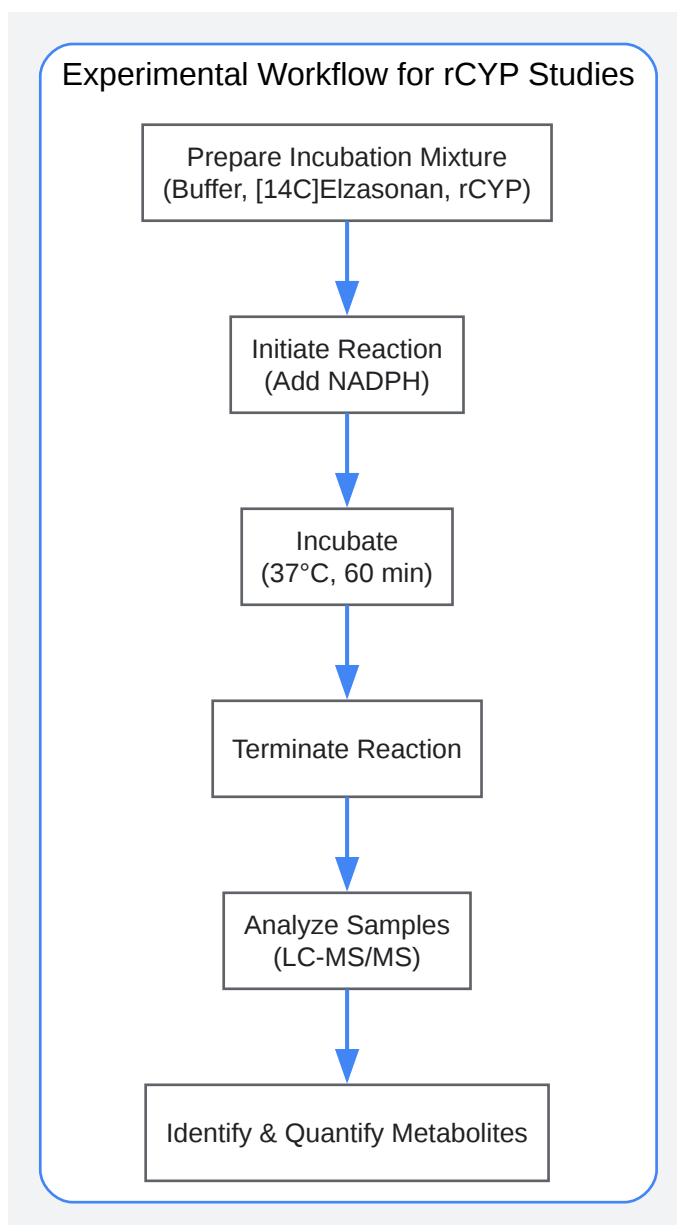 Experimental Workflow for rCYP Studies
Prepare Incubation Mixture
(Buffer, [14C]Elzasonan, rCYP)
Initiate Reaction
(Add NADPH)
Incubate
(37°C, 60 min)
Terminate Reaction
Analyze Samples
(LC-MS/MS)
Identify & Quantify Metabolites